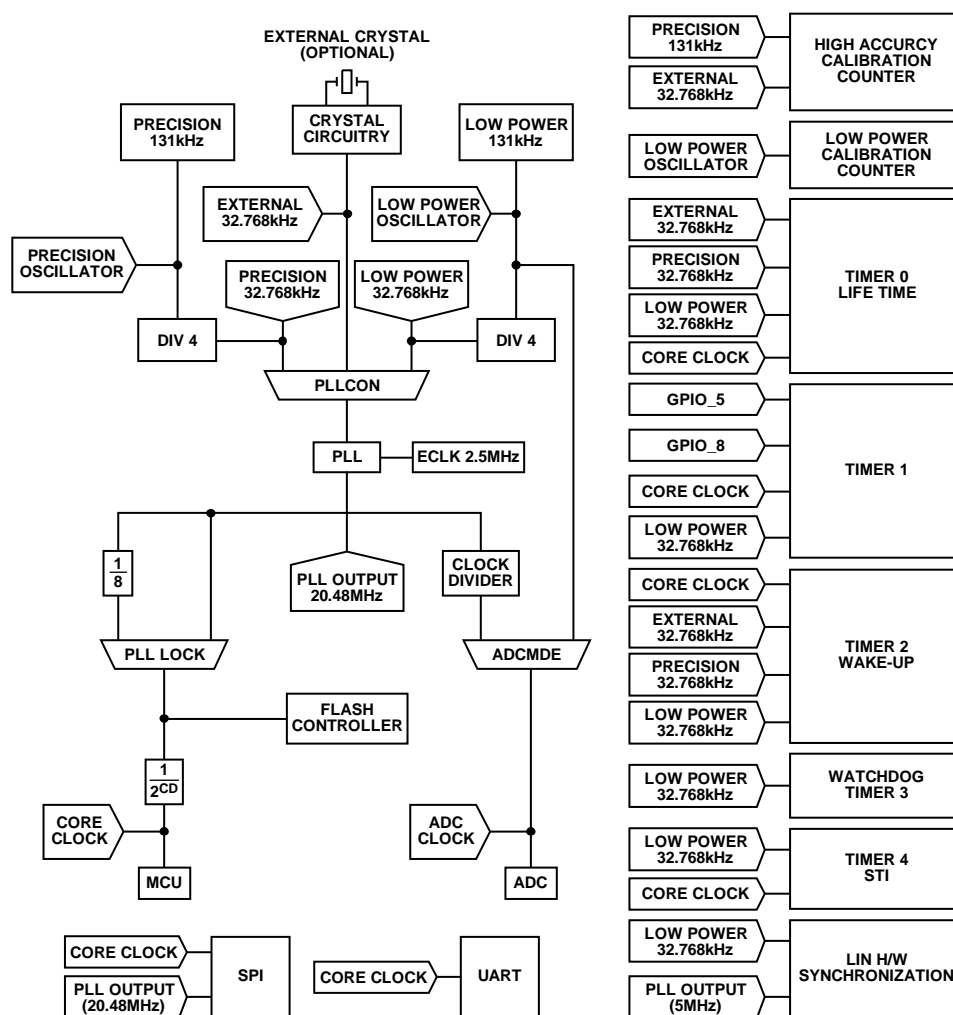 EXTERNAL CRYSTAL
(OPTIONAL)
CRYSTAL
CIRCUITRY
PRECISION
131kHz
LOW POWER
131kHz
EXTERNAL
32.768kHz
LOW POWER
OSCILLATOR
PRECISION
OSCILLATOR
PRECISION
32.768kHz
LOW POWER
32.768kHz
DIV 4
DIV 4
PLLCON
PLL
ECLK 2.5MHz
1
8
PLL OUTPUT
20.48MHz
CLOCK
DIVIDER
PLL LOCK
ADCMDE
FLASH
CONTROLLER
1
2CD
CORE
CLOCK
ADC
CLOCK
MCU
ADC
CORE CLOCK
PLL OUTPUT
(20.48MHz)
SPI
CORE CLOCK
UART
PRECISION
131kHz
EXTERNAL
32.768kHz
HIGH ACCURCY
CALIBRATION
COUNTER
LOW POWER
OSCILLATOR
LOW POWER
CALIBRATION
COUNTER
EXTERNAL
32.768kHz
PRECISION
32.768kHz
LOW POWER
32.768kHz
CORE CLOCK
TIMER 0
LIFE TIME
GPIO_5
GPIO_8
CORE CLOCK
LOW POWER
32.768kHz
TIMER 1
CORE CLOCK
EXTERNAL
32.768kHz
PRECISION
32.768kHz
LOW POWER
32.768kHz
TIMER 2
WAKE-UP
LOW POWER
32.768kHz
WATCHDOG
TIMER 3
LOW POWER
32.768kHz
CORE CLOCK
TIMER 4
STI
LOW POWER
32.768kHz
PLL OUTPUT
(5MHz)
LIN H/W
SYNCHRONIZATION